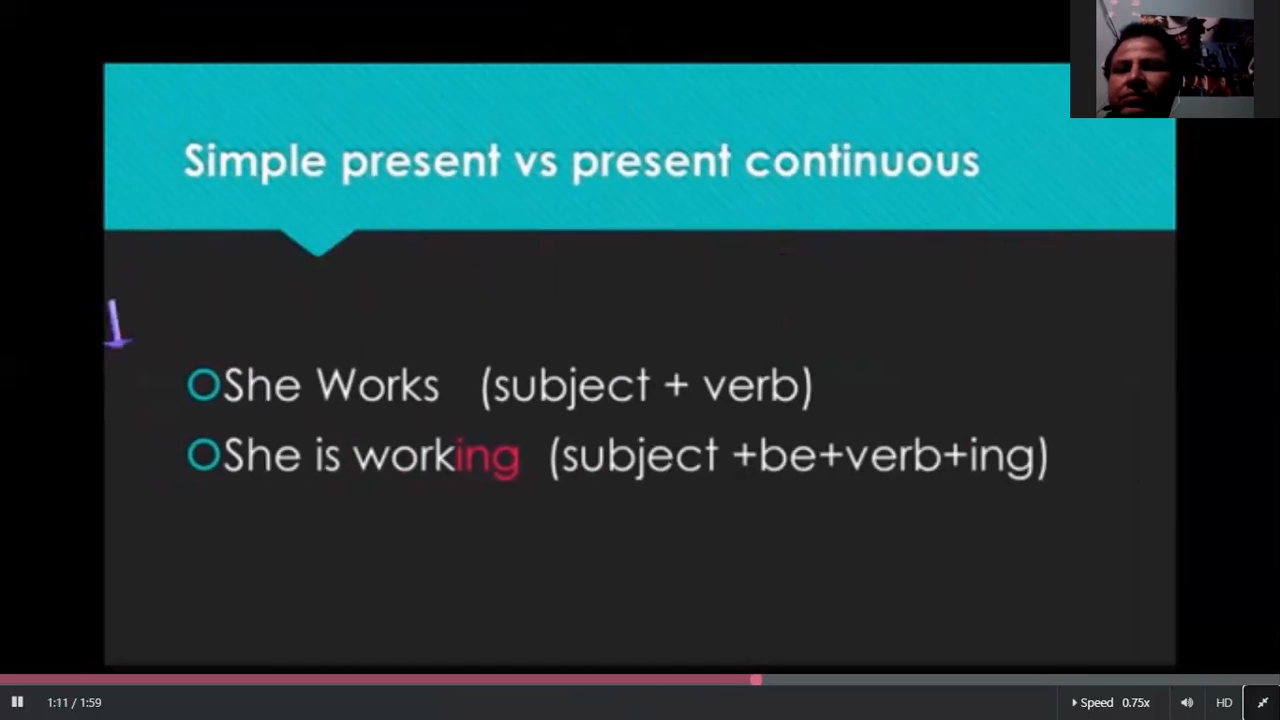 Simple present vs present continuous
She Works (subject + verb)
She is working (subject +be+verb+ing)
1:11 / 1:59
Speed 0.75x
HD